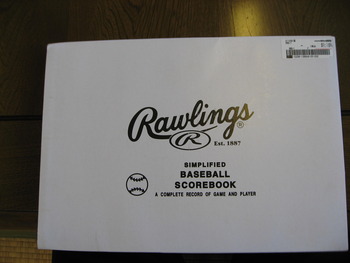 Rawlings®
R Est. 1887
SIMPLIFIED
BASEBALL
SCOREBOOK
A COMPLETE RECORD OF GAME AND PLAYER